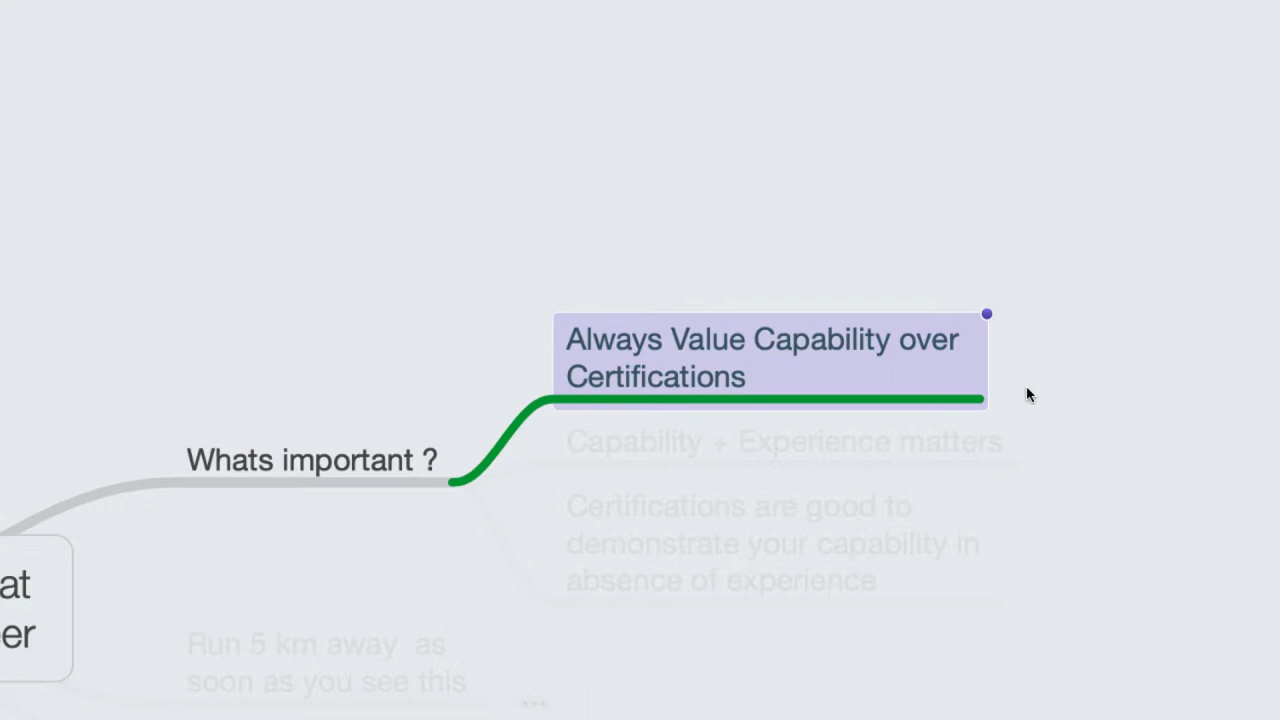 Always Value Capability over
Certifications
Capability + Experience matters
Whats important ?
Certifications are good to
demonstrate your capability in
absence of experience
at
er
Run 5 km away  as
soon as you see this
...